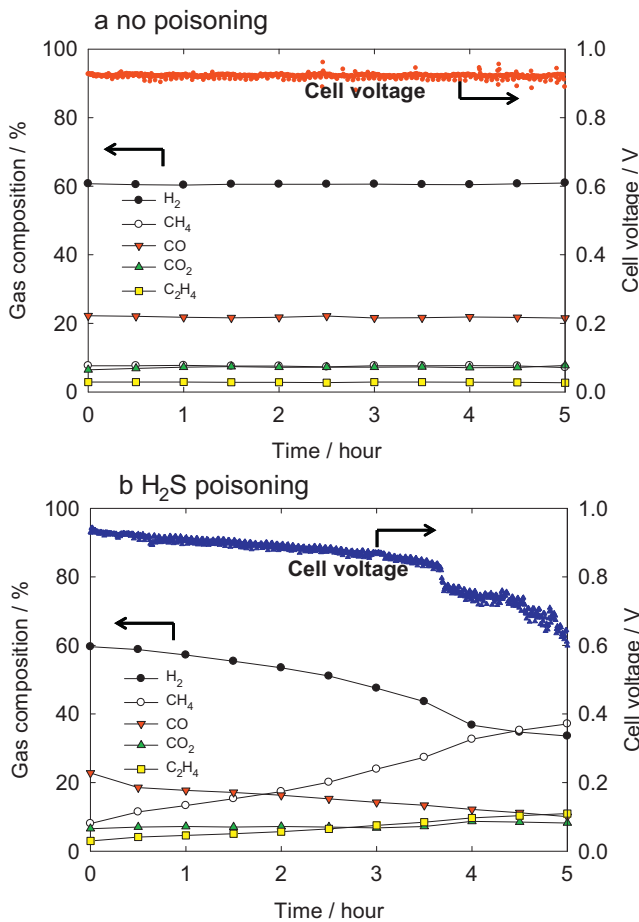 a no poisoning
100
80
60
40
20
0
Gas composition / %
1.0
0.8
0.6
0.4
0.2
0.0
Cell voltage / V
Cell voltage
H₂
CH₄
CO
CO₂
C₂H₄
0 1 2 3 4 5
Time / hour
b H₂S poisoning
100
80
60
40
20
0
Gas composition / %
1.0
0.8
0.6
0.4
0.2
0.0
Cell voltage / V
Cell voltage
H₂
CH₄
CO
CO₂
C₂H₄
0 1 2 3 4 5
Time / hour